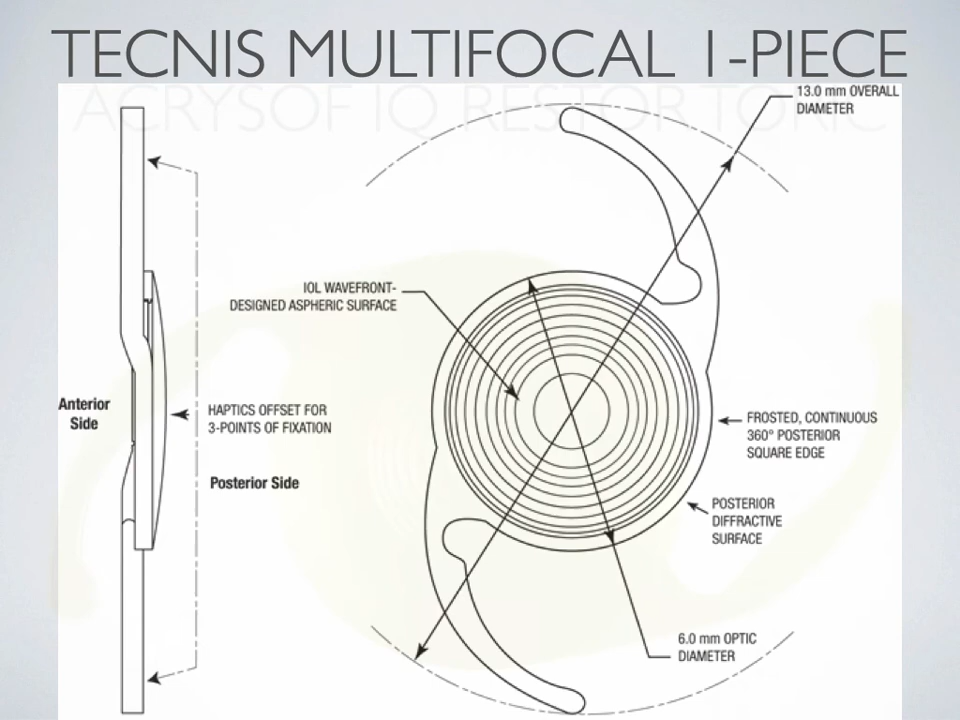 TECNIS MULTIFOCAL 1-PIECE
ACRYSOF IQ RESTOR TORIC
13.0 mm OVERALL
DIAMETER
IOL WAVEFRONT-
DESIGNED ASPHERIC SURFACE
Anterior
Side
HAPTICS OFFSET FOR
3-POINTS OF FIXATION
FROSTED, CONTINUOUS
360° POSTERIOR
SQUARE EDGE
Posterior Side
POSTERIOR
DIFFRACTIVE
SURFACE
6.0 mm OPTIC
DIAMETER